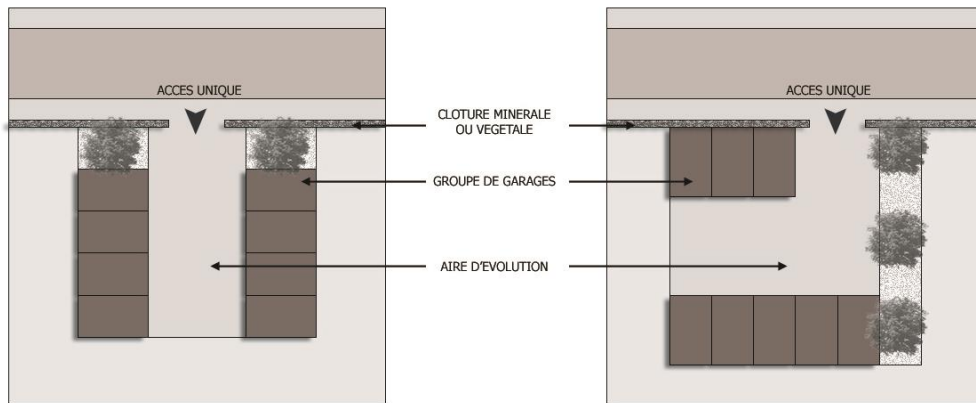 ACCES UNIQUE
ACCES UNIQUE
CLOTURE MINERALE
OU VEGETALE
GROUPE DE GARAGES
AIRE D'EVOLUTION